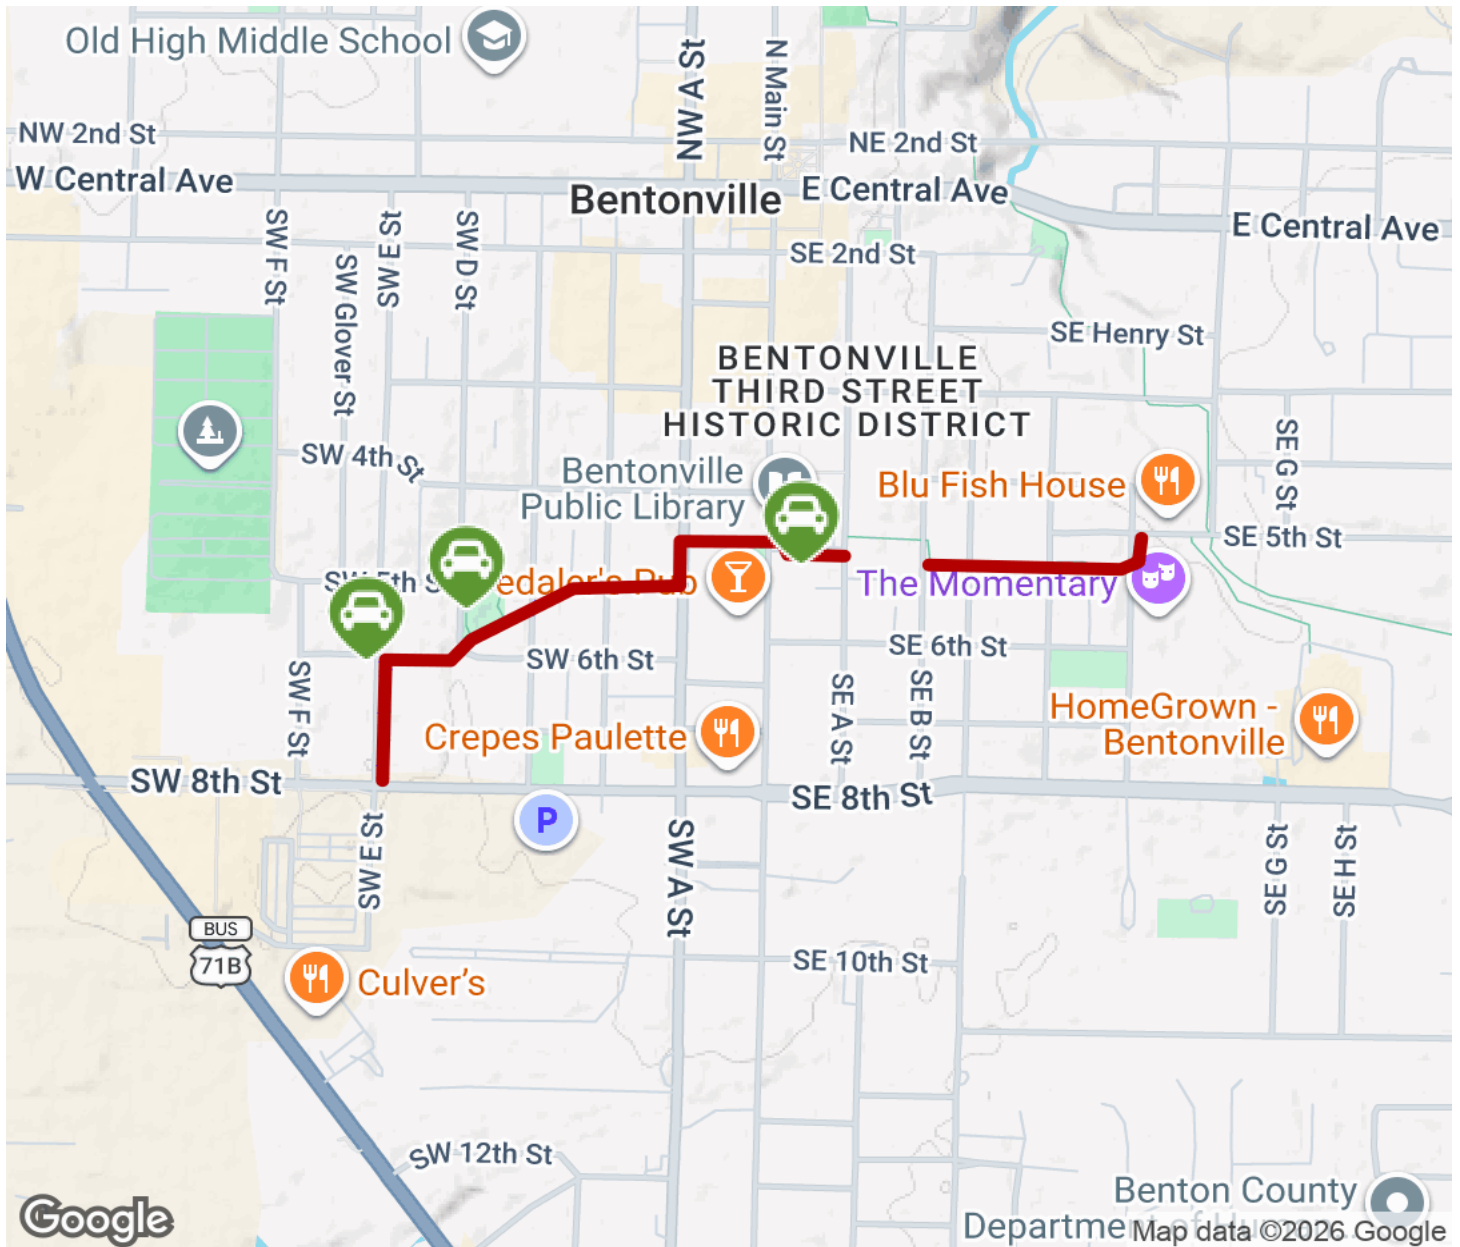 Old High Middle School
NW A St
N Main St
NW 2nd St
NE 2nd St
W Central Ave
Bentonville
E Central Ave
E Central Ave
SW F St
SW E St
SW D St
SE 2nd St
SW Glover St
SE Henry St
BENTONVILLE
THIRD STREET
HISTORIC DISTRICT
SW 4th St
Bentonville
Public Library
Blu Fish House
SE G St
SE 5th St
SW 5th S
edaler's Pub
The Momentary
SW 6th St
SE 6th St
SW F St
SE A St
SE B St
Crepes Paulette
HomeGrown -
Bentonville
SW 8th St
SE 8th St
P
SW E St
SW A St
SE G St
SE H St
BUS
71B
Culver's
SE 10th St
SW 12th St
Benton County
Departme
Google
Map data ©2026 Google